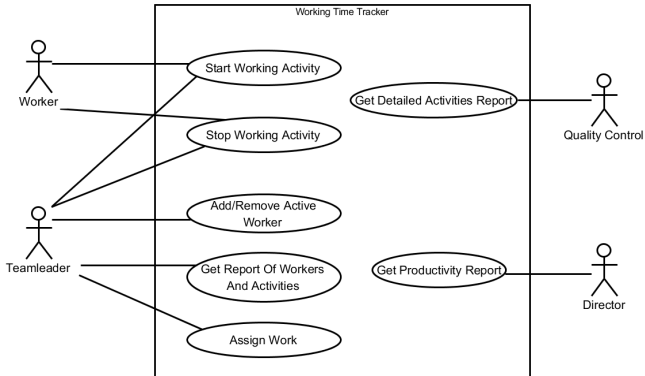 Working Time Tracker
Start Working Activity
Worker
Get Detailed Activities Report
Quality Control
Stop Working Activity
Add/Remove Active
Worker
Teamleader
Get Report Of Workers
And Activities
Get Productivity Report
Director
Assign Work